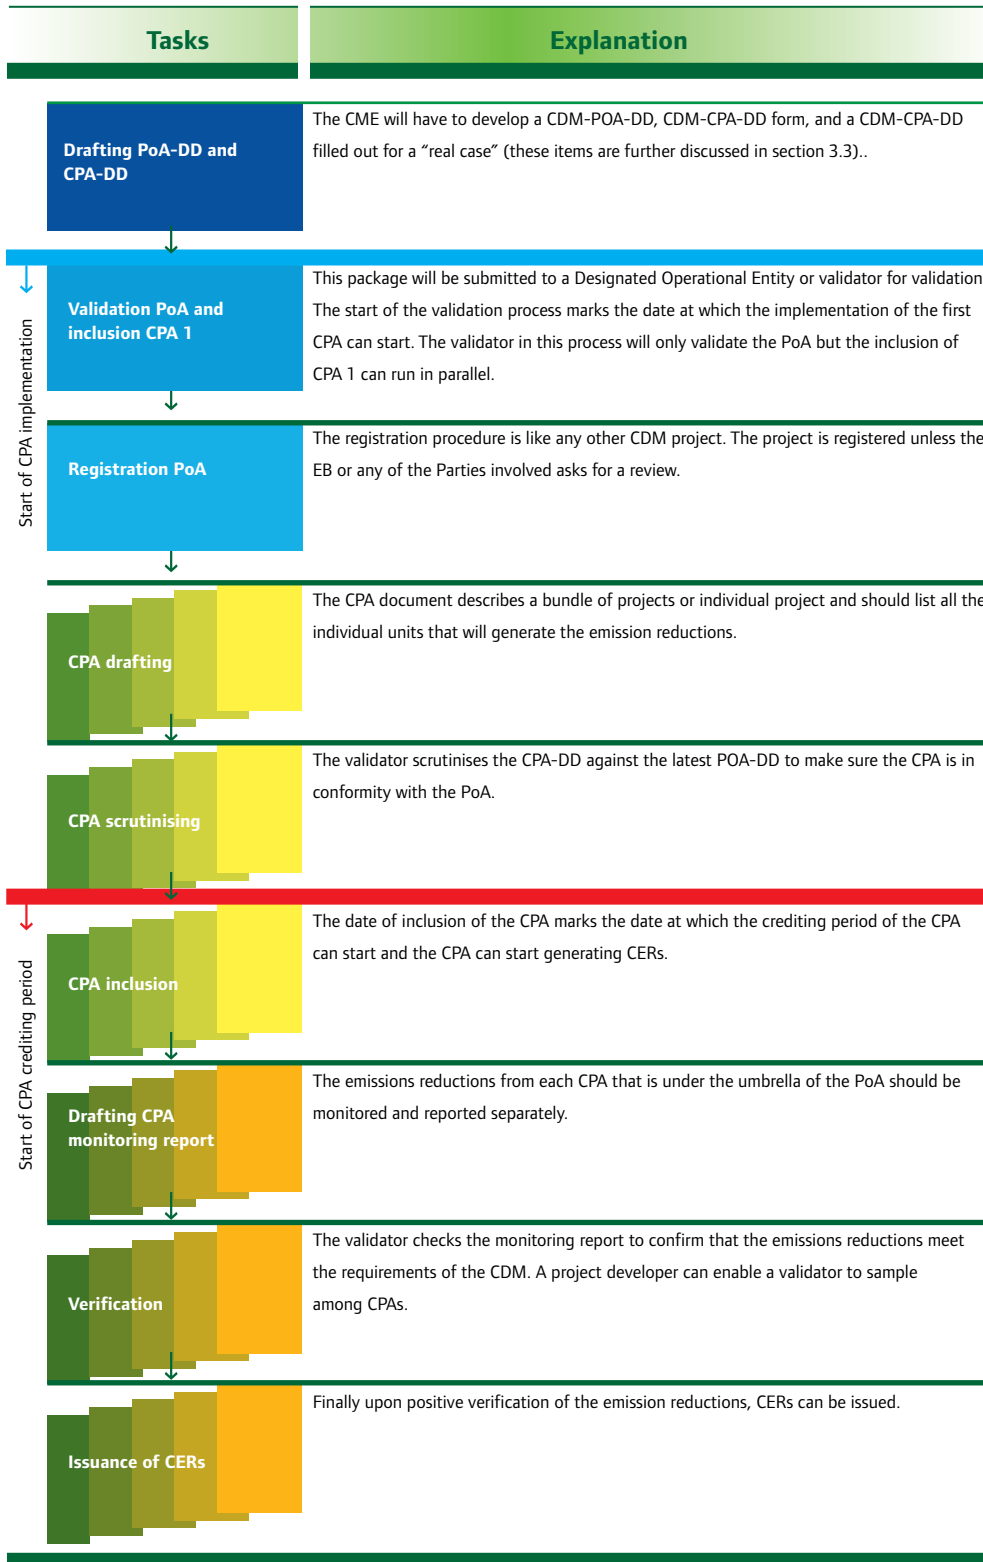 Tasks
Explanation
Drafting PoA-DD and
CPA-DD
The CME will have to develop a CDM-POA-DD, CDM-CPA-DD form, and a CDM-CPA-DD
filled out for a “real case” (these items are further discussed in section 3.3)..
Start of CPA implementation
Validation PoA and
inclusion CPA 1
This package will be submitted to a Designated Operational Entity or validator for validation
The start of the validation process marks the date at which the implementation of the first
CPA can start. The validator in this process will only validate the PoA but the inclusion of
CPA 1 can run in parallel.
Registration PoA
The registration procedure is like any other CDM project. The project is registered unless the
EB or any of the Parties involved asks for a review.
CPA drafting
The CPA document describes a bundle of projects or individual project and should list all the
individual units that will generate the emission reductions.
CPA scrutinising
The validator scrutinises the CPA-DD against the latest POA-DD to make sure the CPA is in
conformity with the PoA.
Start of CPA crediting period
CPA inclusion
The date of inclusion of the CPA marks the date at which the crediting period of the CPA
can start and the CPA can start generating CERs.
Drafting CPA
monitoring report
The emissions reductions from each CPA that is under the umbrella of the PoA should be
monitored and reported separately.
Verification
The validator checks the monitoring report to confirm that the emissions reductions meet
the requirements of the CDM. A project developer can enable a validator to sample
among CPAs.
Issuance of CERs
Finally upon positive verification of the emission reductions, CERs can be issued.